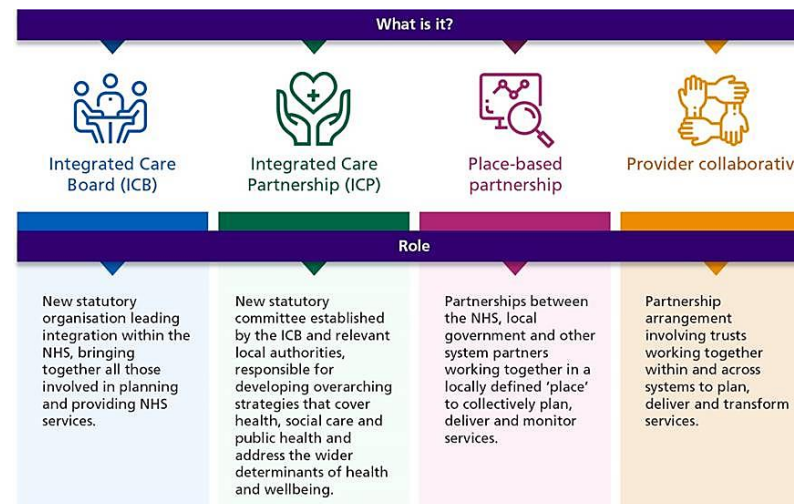 What is it?
Integrated Care
Board (ICB)
Integrated Care
Partnership (ICP)
Place-based
partnership
Provider collaborativ
Role
New statutory
organisation leading
integration within the
NHS, bringing
together all those
involved in planning
and providing NHS
services.
New statutory
committee established
by the ICB and relevant
local authorities,
responsible for
developing overarching
strategies that cover
health, social care and
public health and
address the wider
determinants of health
and wellbeing.
Partnerships between
the NHS, local
government and other
system partners
working together in a
locally defined ‘place’
to collectively plan,
deliver and monitor
services.
Partnership
arrangement
involving trusts
working together
within and across
systems to plan,
deliver and transform
services.